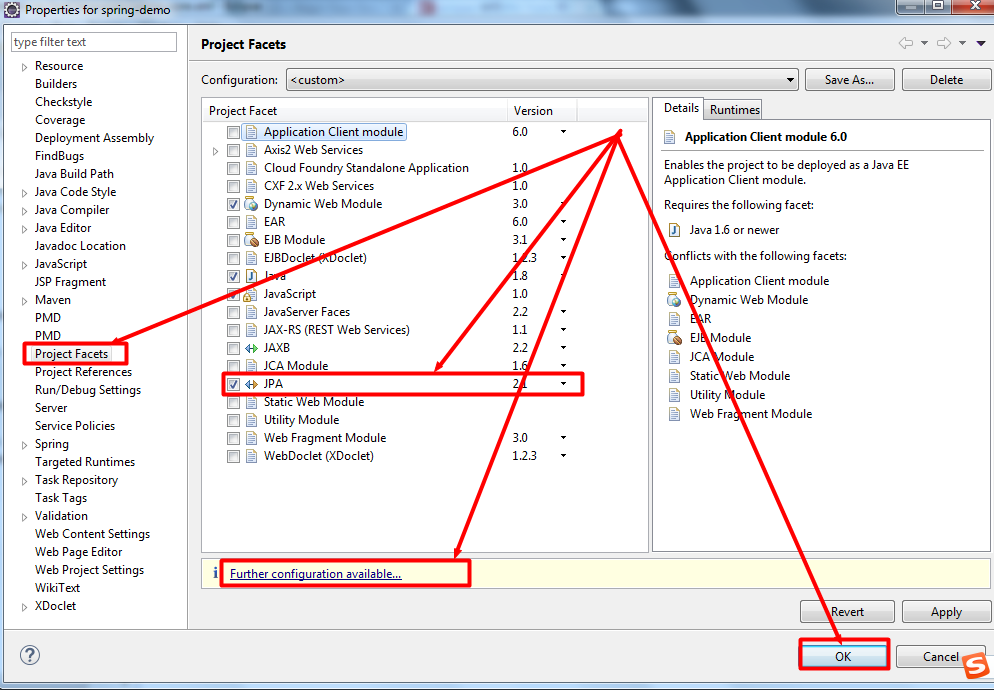 Properties for spring-demo
type filter text
Resource
Builders
Checkstyle
Coverage
Deployment Assembly
FindBugs
Java Build Path
Java Code Style
Java Compiler
Java Editor
Javadoc Location
JavaScript
JSP Fragment
Maven
PMD
PMD
Project Facets
Project References
Run/Debug Settings
Server
Service Policies
Spring
Targeted Runtimes
Task Repository
Task Tags
Validation
Web Content Settings
Web Page Editor
Web Project Settings
WikiText
XDoclet
Project Facets
Configuration: <custom> Save As... Delete
Project Facet Version
Application Client module 6.0
Axis2 Web Services
Cloud Foundry Standalone Application 1.0
CXF 2.x Web Services 1.0
Dynamic Web Module 3.0
EAR 6.0
EJB Module 3.1
EJBDoclet (XDoclet) 1.2.3
Java 1.8
JavaScript 1.0
JavaServer Faces 2.2
JAX-RS (REST Web Services) 1.1
JAXB 2.2
JCA Module 1.6
JPA 2.1
Static Web Module
Utility Module
Web Fragment Module 3.0
WebDoclet (XDoclet) 1.2.3
Details Runtimes
Application Client module 6.0
Enables the project to be deployed as a Java EE
Application Client module.
Requires the following facet:
Java 1.6 or newer
Conflicts with the following facets:
Application Client module
Dynamic Web Module
EAR
EJB Module
JCA Module
Static Web Module
Utility Module
Web Fragment Module
i Further configuration available...
Revert Apply
? OK Cancel
S